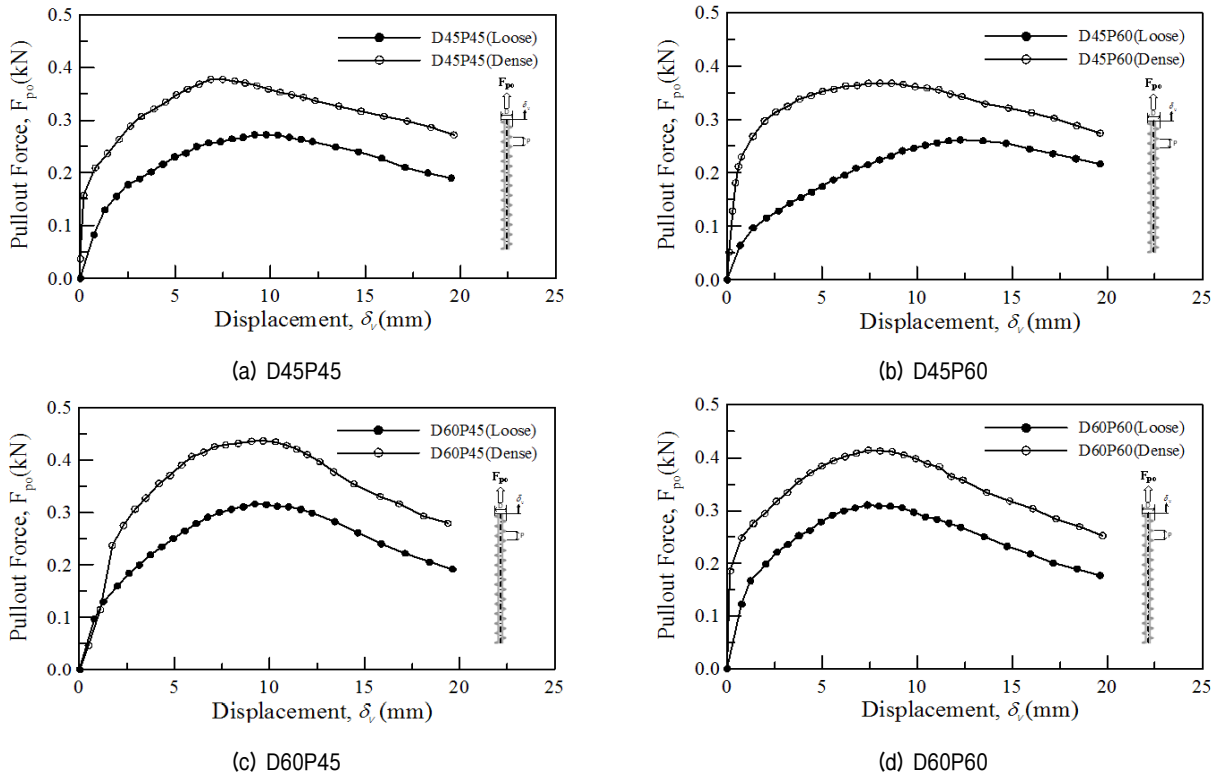 0.5
D45P45(Loose)
D45P45(Dense)
0.4
0.3
0.2
0.1
0.0
Pullout Force, Fpo(kN)
Fpo
δv
P
0 5 10 15 20 25
Displacement, δv(mm)
(a) D45P45
0.5
D45P60(Loose)
D45P60(Dense)
0.4
0.3
0.2
0.1
0.0
Pullout Force, Fpo(kN)
Fpo
δv
P
0 5 10 15 20 25
Displacement, δv(mm)
(b) D45P60
0.5
D60P45(Loose)
D60P45(Dense)
0.4
0.3
0.2
0.1
0.0
Pullout Force, Fpo(kN)
Fpo
δv
P
0 5 10 15 20 25
Displacement, δv(mm)
(c) D60P45
0.5
D60P60(Loose)
D60P60(Dense)
0.4
0.3
0.2
0.1
0.0
Pullout Force, Fpo(kN)
Fpo
δv
P
0 5 10 15 20 25
Displacement, δv(mm)
(d) D60P60